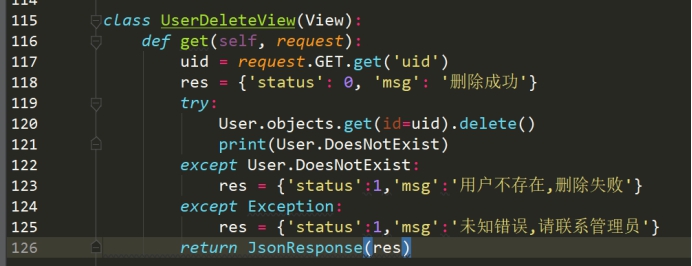 115 class UserDeleteView(View):
116 def get(self, request):
117 uid = request.GET.get('uid')
118 res = {'status': 0, 'msg': '删除成功'}
119 try:
120 User.objects.get(id=uid).delete()
121 print(User.DoesNotExist)
122 except User.DoesNotExist:
123 res = {'status':1,'msg':'用户不存在,删除失败'}
124 except Exception:
125 res = {'status':1,'msg':'未知错误,请联系管理员'}
126 return JsonResponse(res)